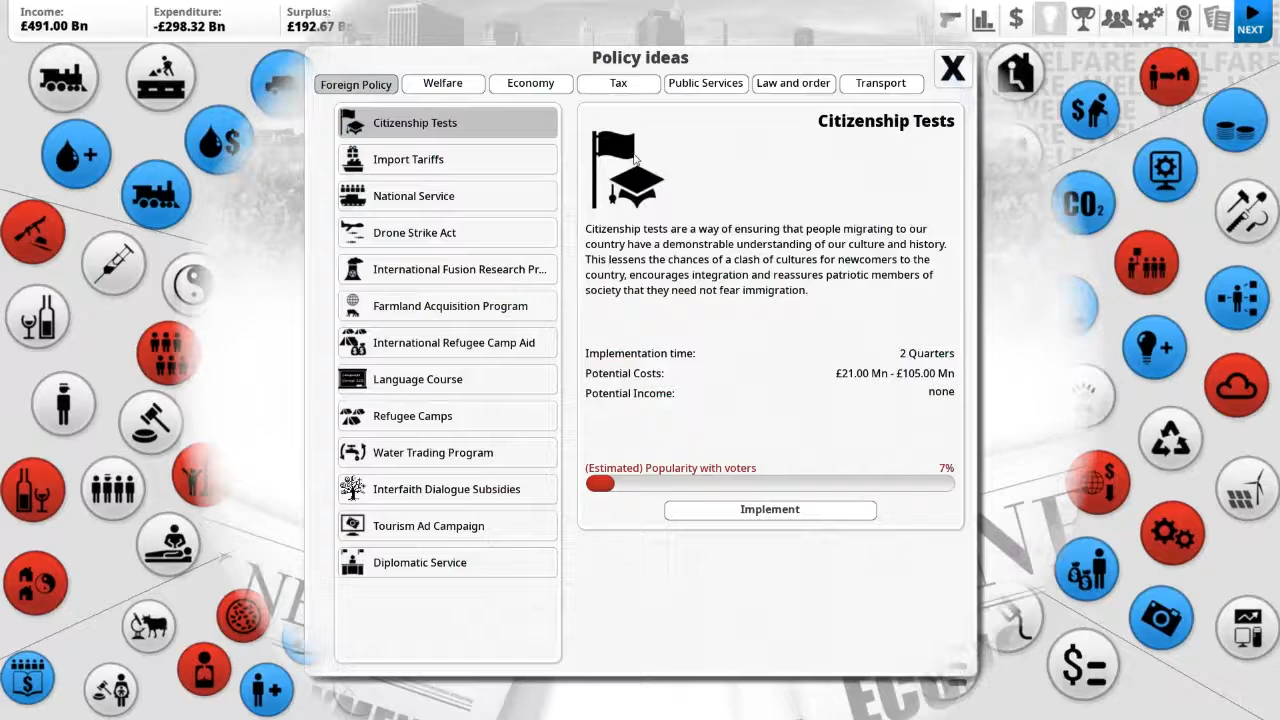 Income:
£491.00 Bn
Expenditure:
-£298.32 Bn
Surplus:
£192.67 B
NEXT
Policy ideas
X
Foreign Policy
Welfare
Economy
Tax
Public Services
Law and order
Transport
Citizenship Tests
Import Tariffs
National Service
Drone Strike Act
International Fusion Research Pr...
Farmland Acquisition Program
International Refugee Camp Aid
Language Course
Refugee Camps
Water Trading Program
Interfaith Dialogue Subsidies
Tourism Ad Campaign
Diplomatic Service
Citizenship Tests
Citizenship tests are a way of ensuring that people migrating to our
country have a demonstrable understanding of our culture and history.
This lessens the chances of a clash of cultures for newcomers to the
country, encourages integration and reassures patriotic members of
society that they need not fear immigration.
Implementation time:
2 Quarters
Potential Costs:
£21.00 Mn - £105.00 Mn
Potential Income:
none
(Estimated) Popularity with voters
7%
Implement
CO2
WELFARE